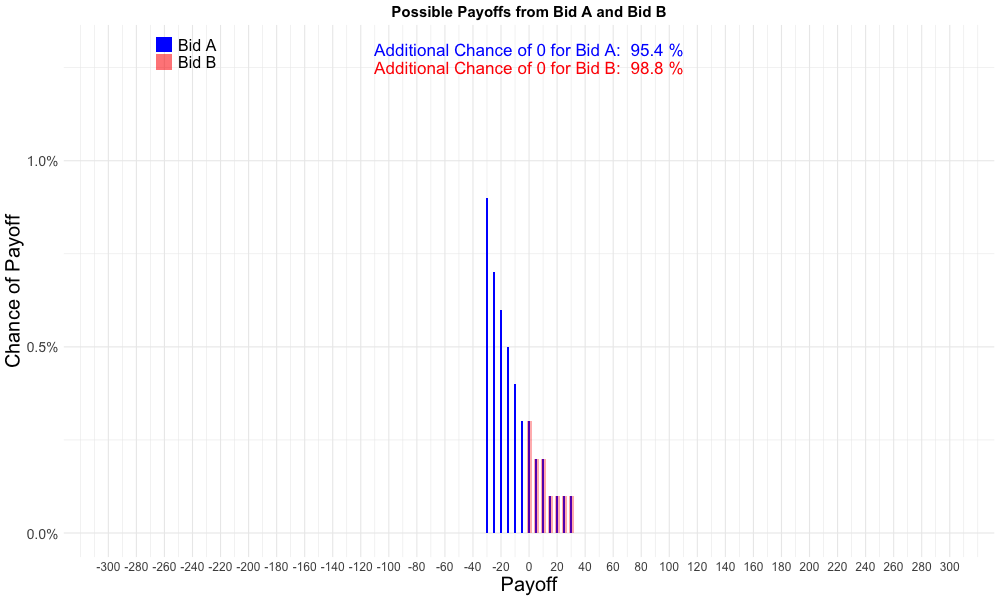 Possible Payoffs from Bid A and Bid B
Bid A
Bid B
Additional Chance of 0 for Bid A: 95.4 %
Additional Chance of 0 for Bid B: 98.8 %
Chance of Payoff
1.0%
0.5%
0.0%
-300 -280 -260 -240 -220 -200 -180 -160 -140 -120 -100 -80 -60 -40 -20 0 20 40 60 80 100 120 140 160 180 200 220 240 260 280 300
Payoff